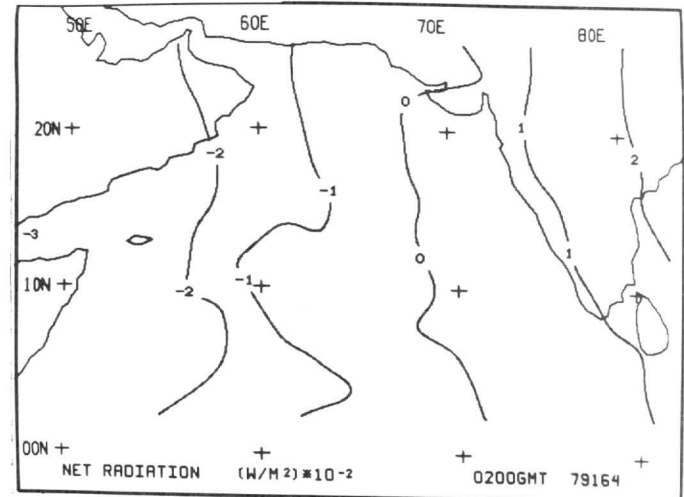 50E 60E 70E 80E
0
20N 1
-2 2
-1
-3
0 1
10N -2 -1
00N
NET RADIATION (W/M²)*10-2 0200GMT 79164